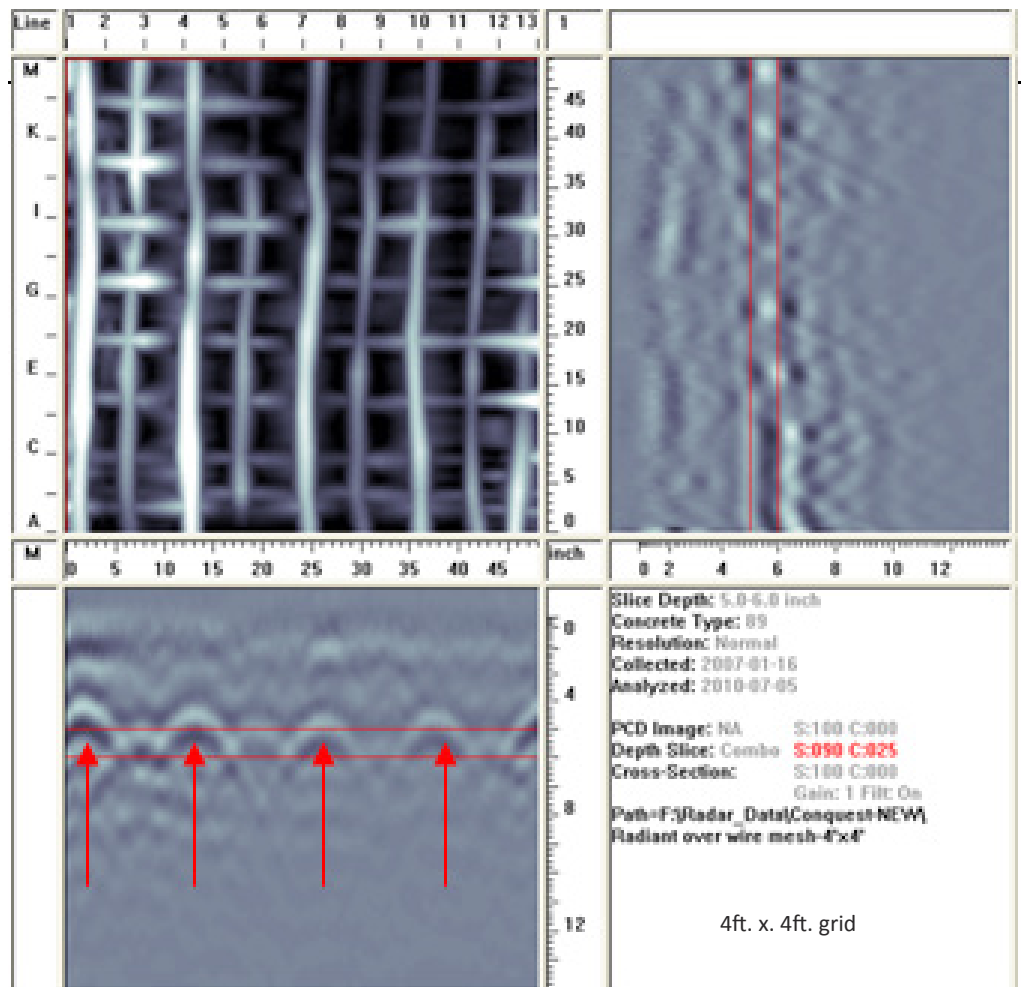 Line 1 2 3 4 5 6 7 8 9 10 11 12 13
1
M
K
I
G
E
C
A
45
40
35
30
25
20
15
10
5
0
M
0 5 10 15 20 25 30 35 40 45
inch
0 2 4 6 8 10 12
0
4
8
12
Slice Depth: 5.0-6.0 inch
Concrete Type: 89
Resolution: Normal
Collected: 2007-01-16
Analyzed: 2010-07-05
PCD Image: NA S:100 C:000
Depth Slice: Combo S:090 C:025
Cross-Section: S:100 C:000
Gain: 1 Filt: On
Path=F:\Radar_Data\Conquest-NEW\
Radiant over wire mesh-4"x4"
4ft. x. 4ft. grid